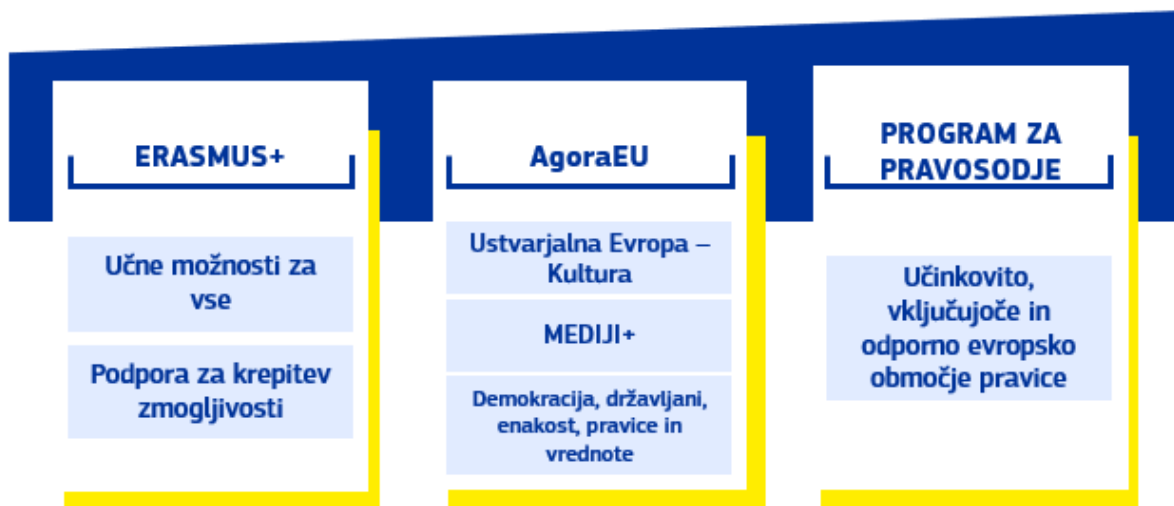 ERASMUS+
Učne možnosti za
vse
Podpora za krepitev
zmogljivosti
AgoraEU
Ustvarjalna Evropa –
Kultura
MEDIJI+
Demokracija, državljani,
enakost, pravice in
vrednote
PROGRAM ZA
PRAVOSODJE
Učinkovito,
vključujoče in
odporno evropsko
območje pravice